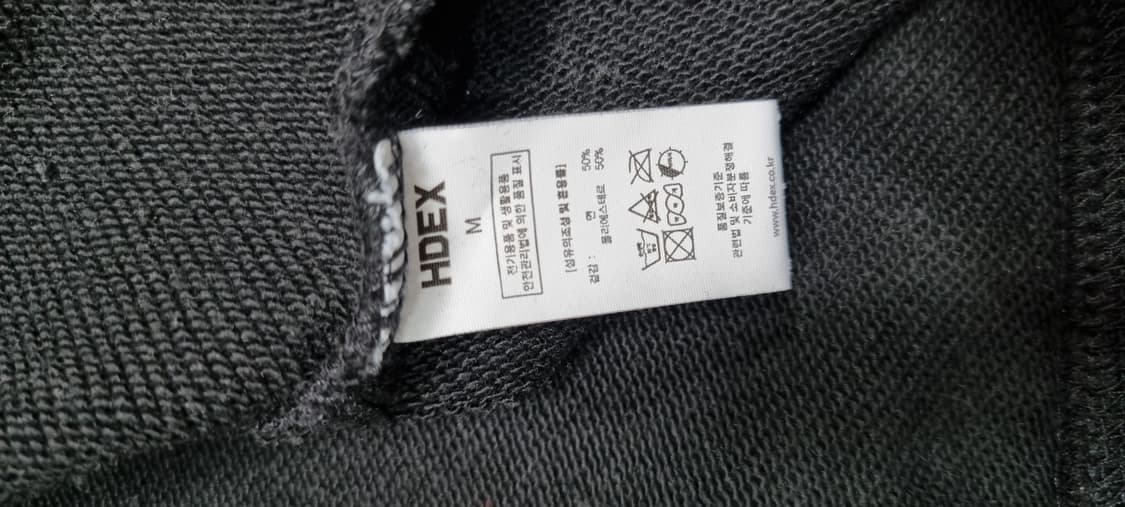 HDEX
M
전기용품 및 생활용품
안전관리법에 의한 품질 표시
[섬유의조성 및 혼용률]
겉감 : 면 50%
폴리에스테르 50%
품질보증기준
관련법 및 소비자분쟁해결
기준에 따름
www.hdex.co.kr